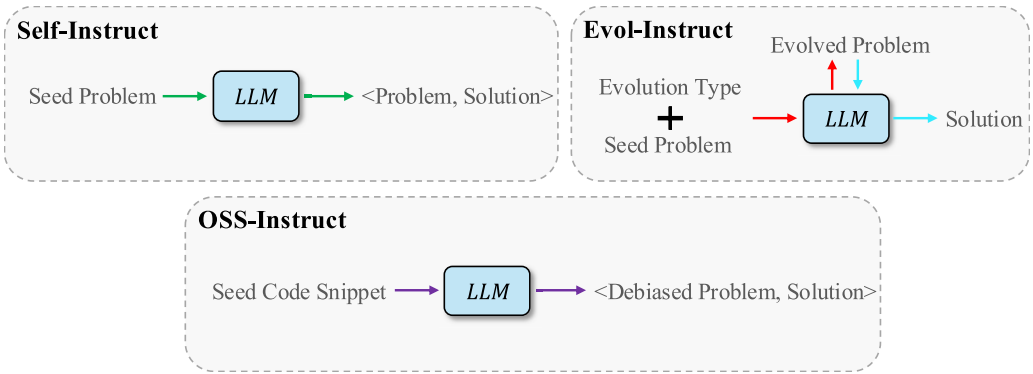 Self-Instruct
Seed Problem
LLM
<Problem, Solution>
Evol-Instruct
Evolution Type
+
Seed Problem
Evolved Problem
LLM
Solution
OSS-Instruct
Seed Code Snippet
LLM
<Debiased Problem, Solution>